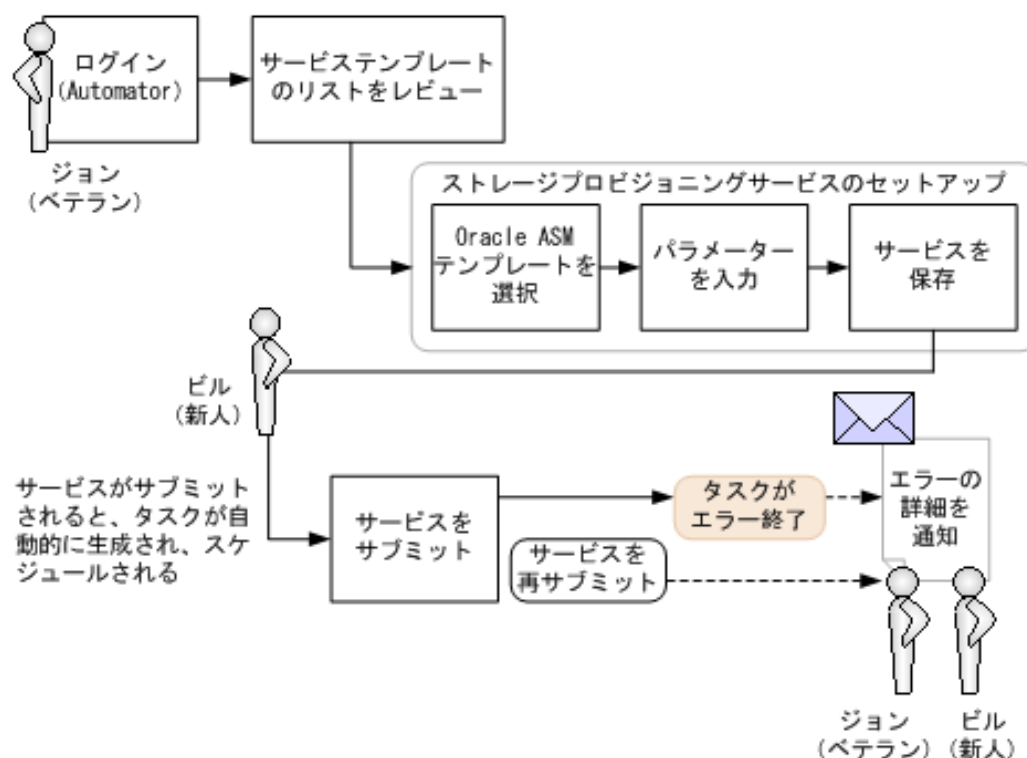 ログイン
(Automator)
サービステンプレート
のリストをレビュー
ジョン
(ベテラン)
ストレージプロビジョニングサービスのセットアップ
Oracle ASM
テンプレートを
選択
パラメーター
を入力
サービスを
保存
ビル
(新人)
サービスがサブミット
されると、タスクが自
動的に生成され、スケ
ジュールされる
サービスを
サブミット
タスクが
エラー終了
エラーの
詳細を
通知
サービスを
再サブミット
ジョン
(ベテラン)
ビル
(新人)